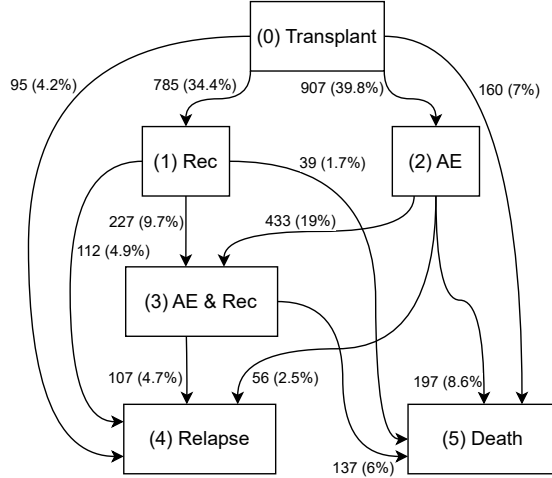 (0) Transplant
95 (4.2%)
785 (34.4%)
907 (39.8%)
160 (7%)
(1) Rec
39 (1.7%)
(2) AE
227 (9.7%)
433 (19%)
112 (4.9%)
(3) AE & Rec
107 (4.7%)
56 (2.5%)
197 (8.6%
(4) Relapse
(5) Death
137 (6%)